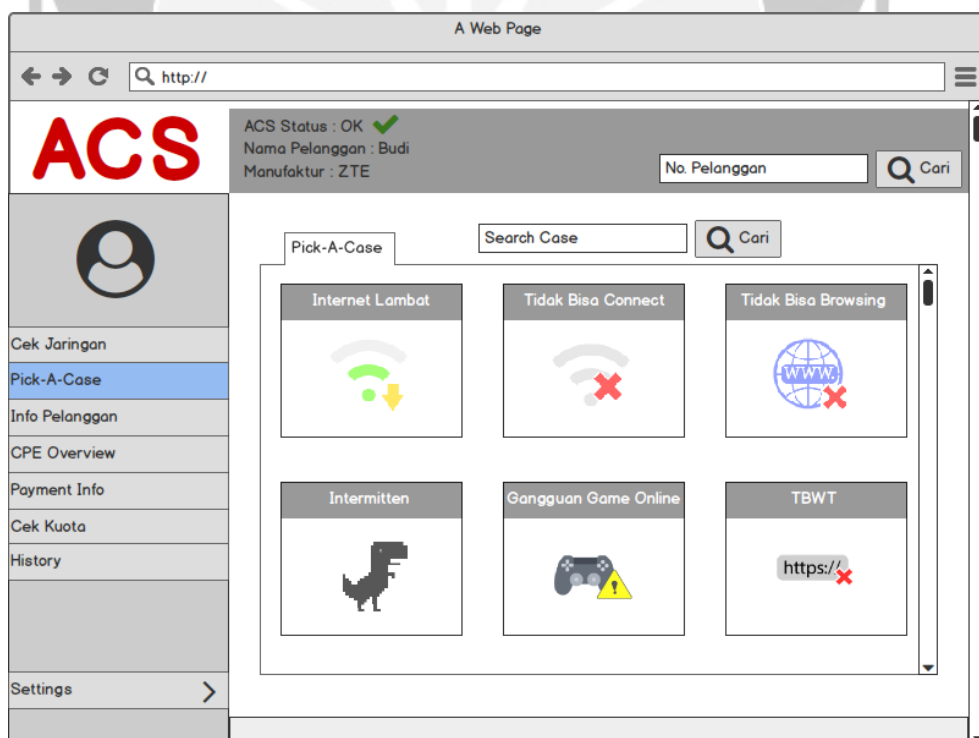 A Web Page
http://
ACS
ACS Status : OK
Nama Pelanggan : Budi
Manufaktur : ZTE
No. Pelanggan
Cari
Pick-A-Case
Search Case
Cari
Internet Lambat
Tidak Bisa Connect
Tidak Bisa Browsing
WWW.
Intermitten
Gangguan Game Online
TBWT
https://
Cek Jaringan
Pick-A-Case
Info Pelanggan
CPE Overview
Payment Info
Cek Kuota
History
Settings